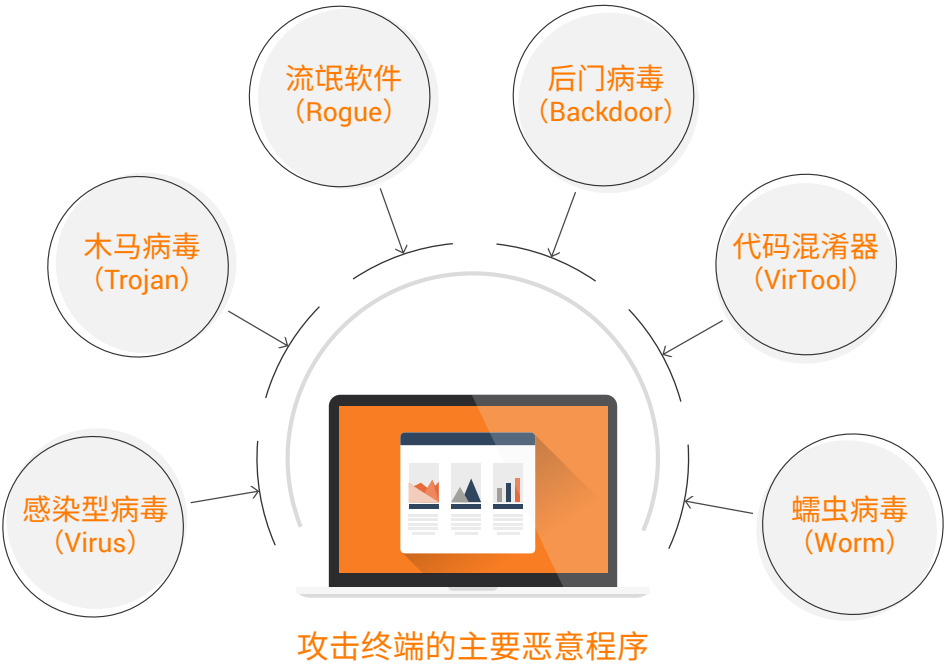 流氓软件
（Rogue）
后门病毒
（Backdoor）
木马病毒
（Trojan）
代码混淆器
（VirTool）
感染型病毒
（Virus）
蠕虫病毒
（Worm）
攻击终端的主要恶意程序